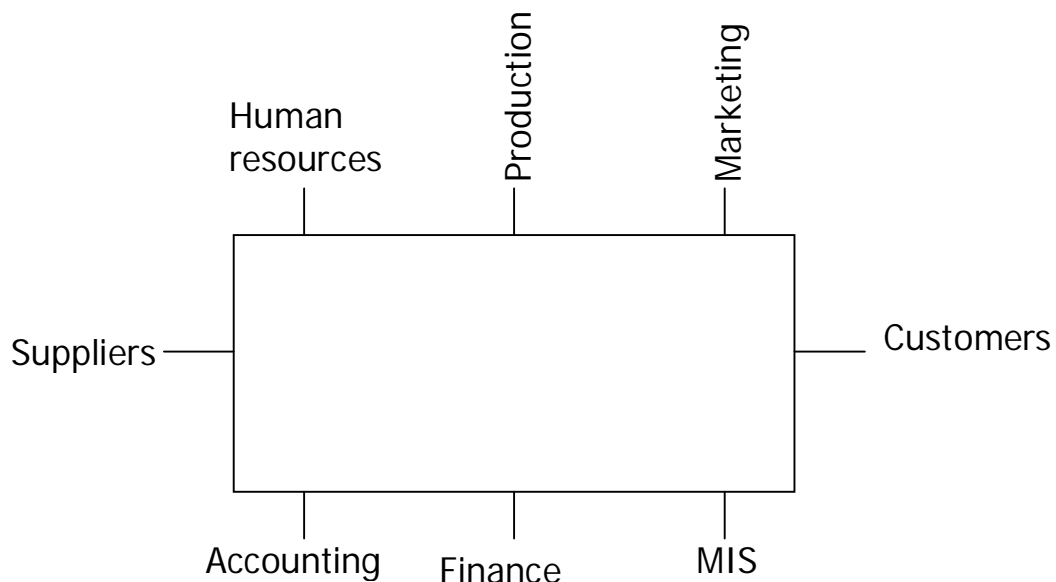 Human
resources
Production
Marketing
Suppliers
Customers
Accounting
Finance
MIS